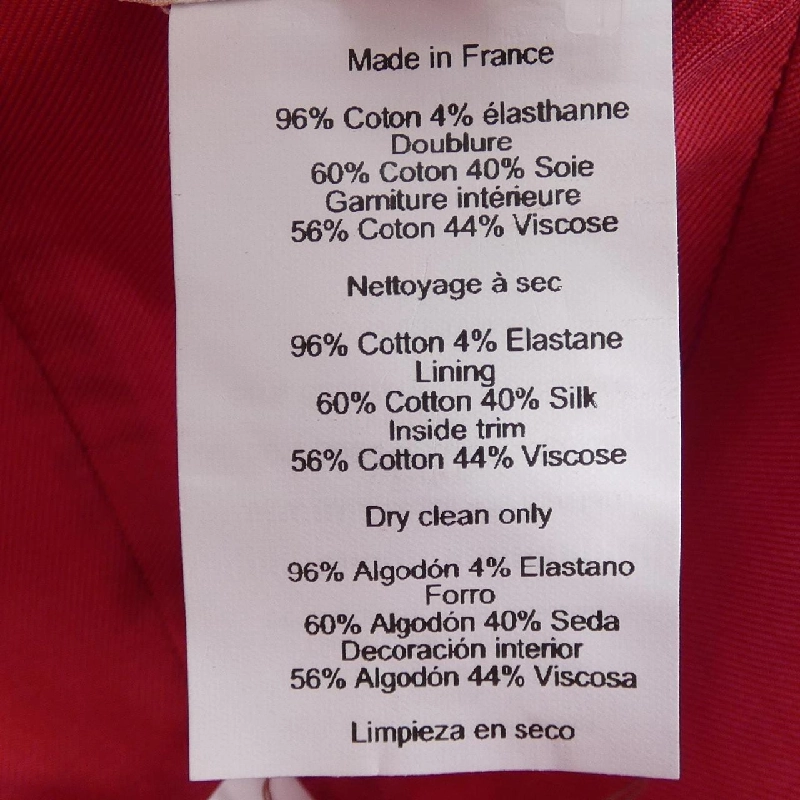 Made in France
96% Coton 4% élasthanne
Doublure
60% Coton 40% Soie
Garniture intérieure
56% Coton 44% Viscose
Nettoyage à sec
96% Cotton 4% Elastane
Lining
60% Cotton 40% Silk
Inside trim
56% Cotton 44% Viscose
Dry clean only
96% Algodón 4% Elastano
Forro
60% Algodón 40% Seda
Decoración interior
56% Algodón 44% Viscosa
Limpieza en seco